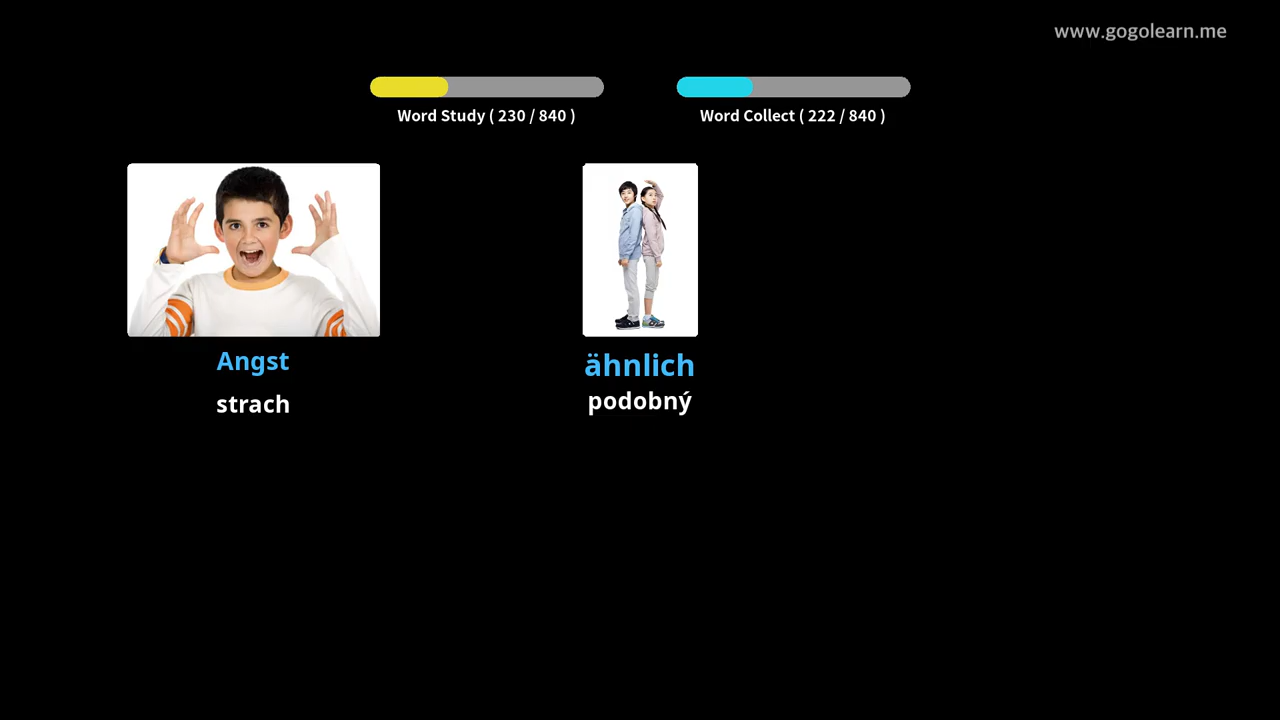 www.gogolearn.me
Word Study ( 230 / 840 )
Word Collect ( 222 / 840 )
Angst
strach
ähnlich
podobný